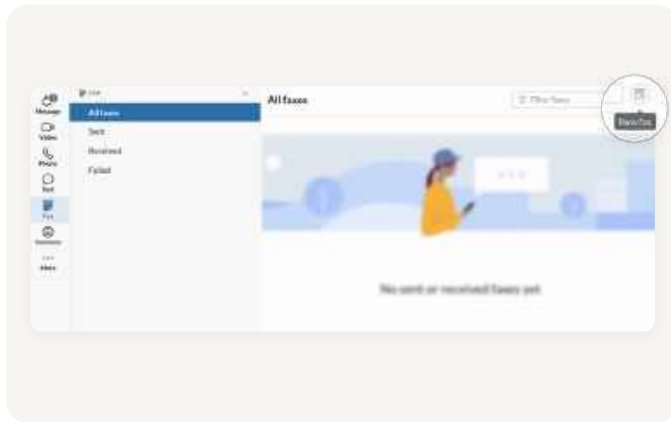 Message
Video
Phone
Text
Fax
More
All faxes
Sent
Received
Failed
All faxes
Filter faxes
New fax
No sent or received faxes yet